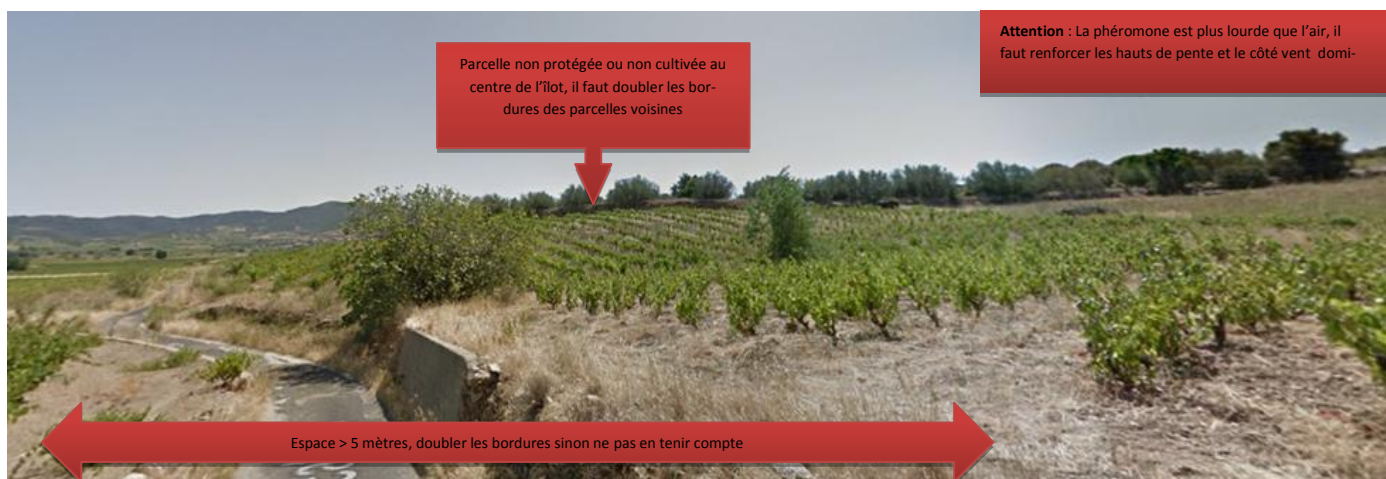 Attention : La phéromone est plus lourde que l’air, il
faut renforcer les hauts de pente et le côté vent domi-
Parcelle non protégée ou non cultivée au
centre de l’îlot, il faut doubler les bor-
dures des parcelles voisines
Espace > 5 mètres, doubler les bordures sinon ne pas en tenir compte